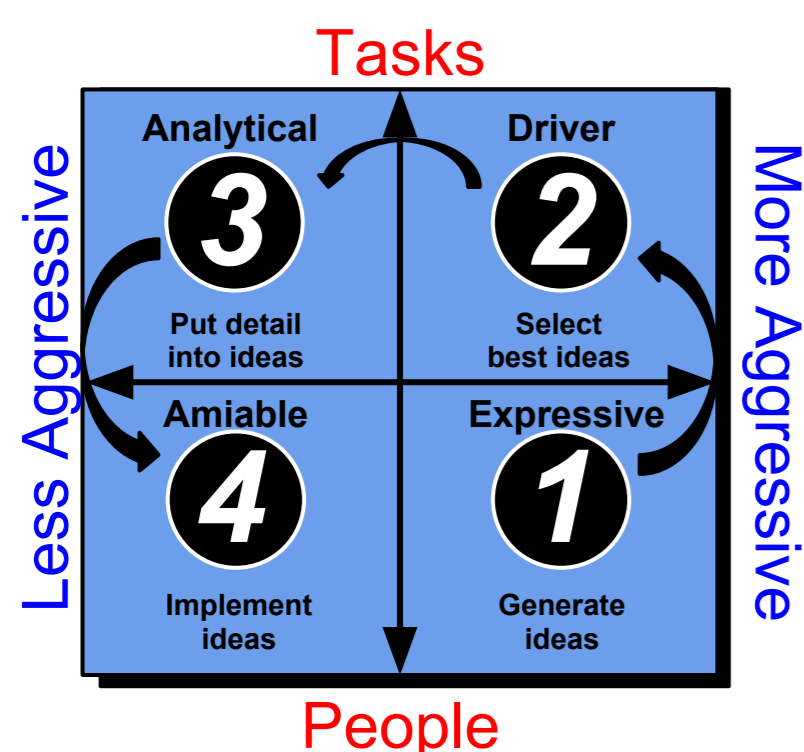 Tasks
Less Aggressive
More Aggressive
Analytical
3
Put detail
into ideas
Driver
2
Select
best ideas
Amiable
4
Implement
ideas
Expressive
1
Generate
ideas
People